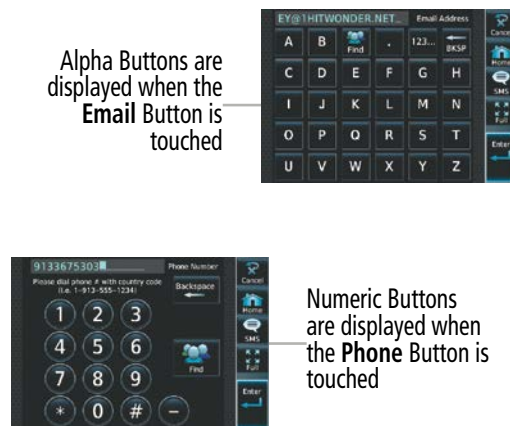 EY@1HITWONDER.NET_ Email Address
A B Find . 123... BKSP
Cancel
C D E F G H
Home
I J K L M N
SMS
Full
O P Q R S T
Enter
U V W X Y Z
Alpha Buttons are
displayed when the
Email Button is
touched
9133675303 Phone Number
Please dial phone # with country code
(i.e. 1-913-555-1234)
Backspace
Cancel
1 2 3
Home
4 5 6
SMS
Find
Full
7 8 9
Enter
* 0 # –
Numeric Buttons
are displayed when
the Phone Button is
touched